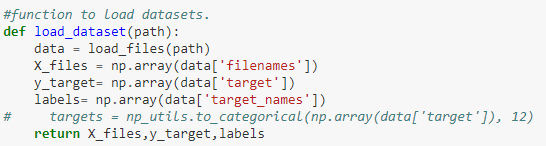 #function to load datasets.
def load_dataset(path):
    data = load_files(path)
    X_files = np.array(data['filenames'])
    y_target= np.array(data['target'])
    labels= np.array(data['target_names'])
#     targets = np_utils.to_categorical(np.array(data['target']), 12)
    return X_files,y_target,labels